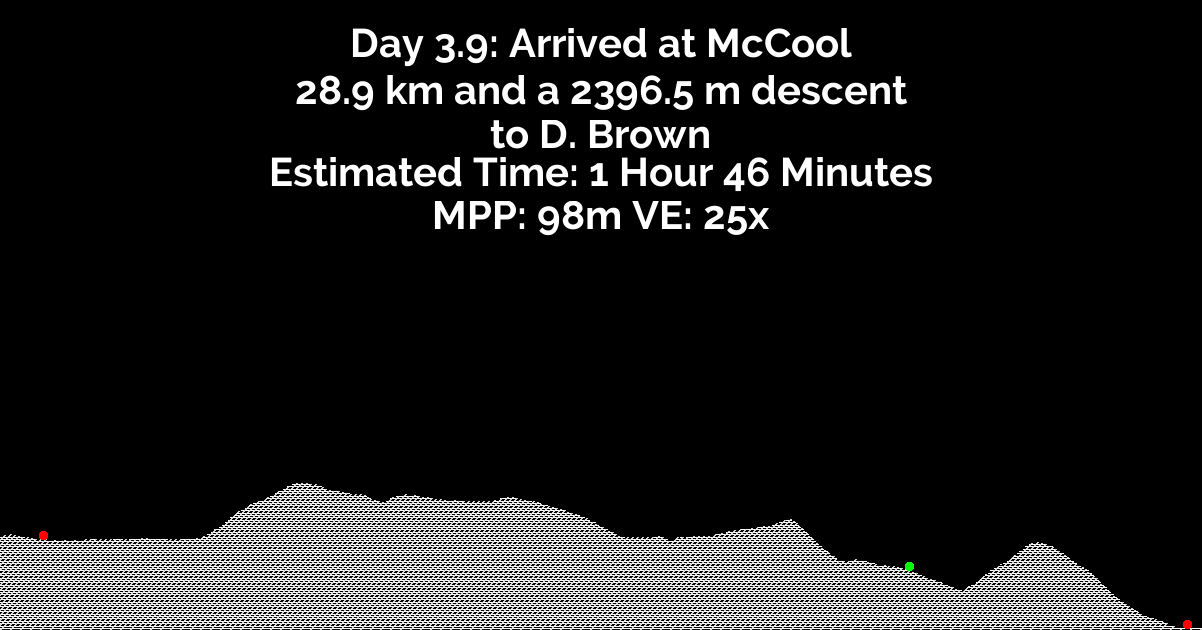 Day 3.9: Arrived at McCool
28.9 km and a 2396.5 m descent
to D. Brown
Estimated Time: 1 Hour 46 Minutes
MPP: 98m VE: 25x